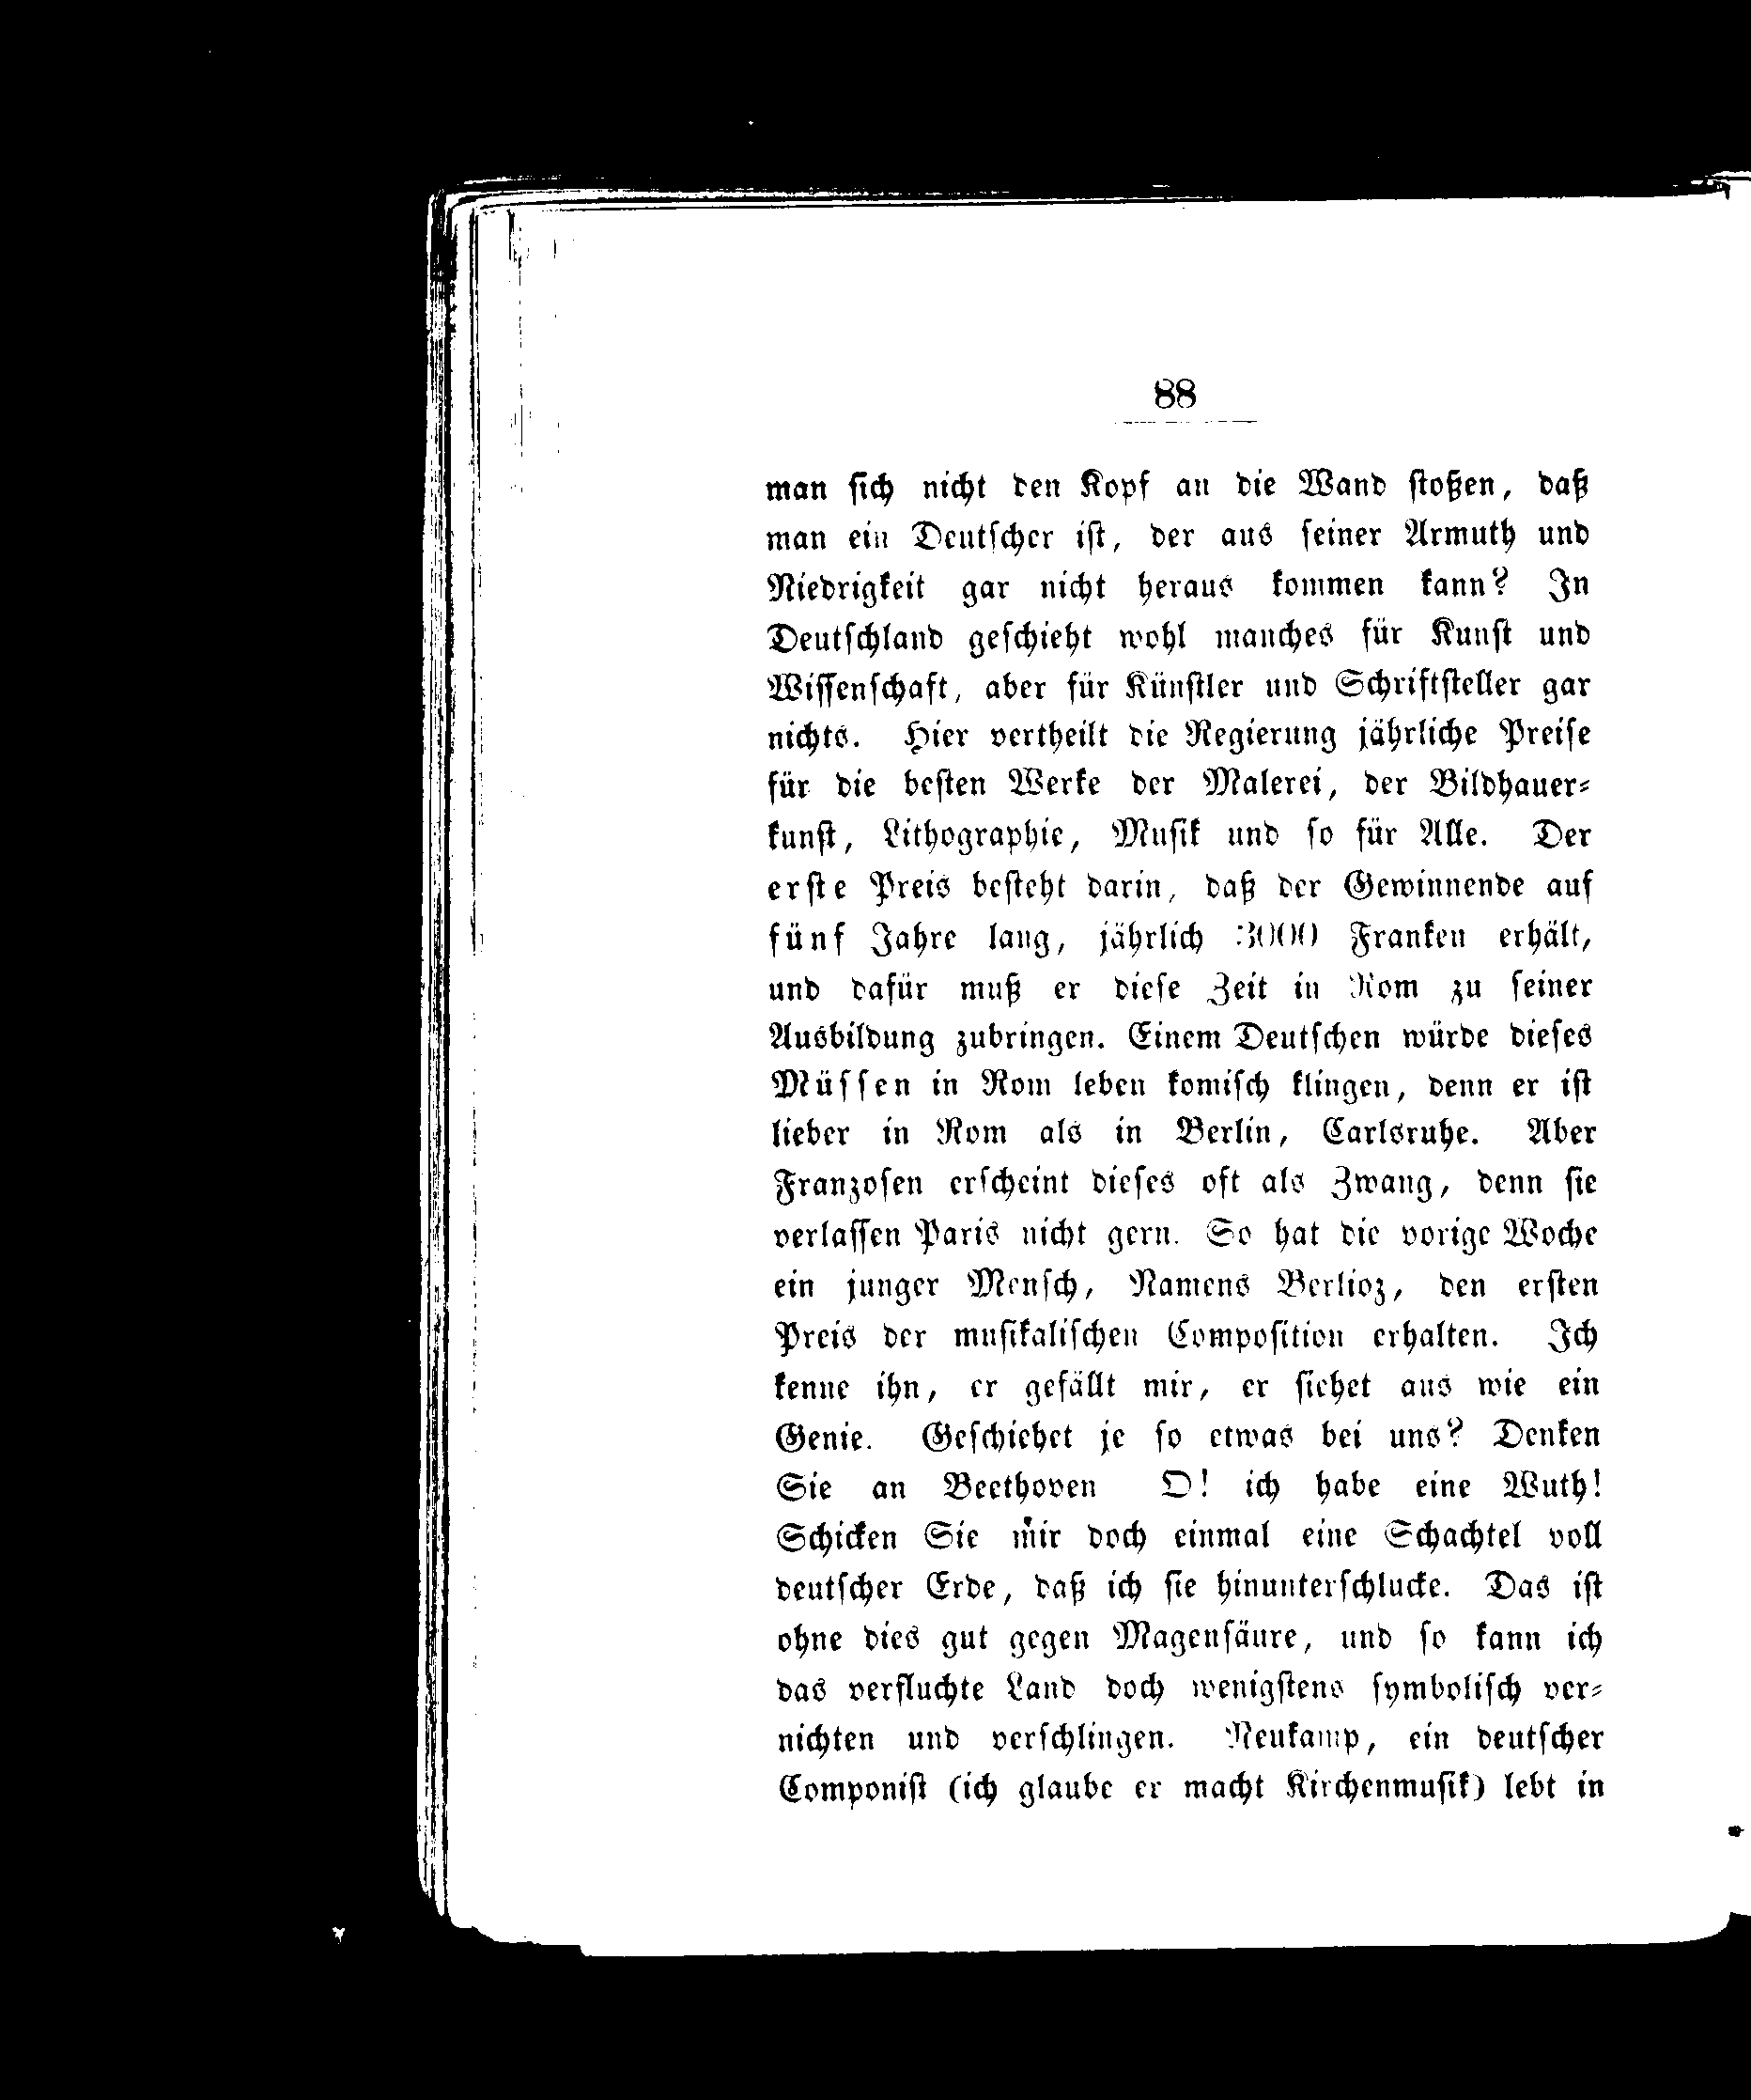 88
man ſich nicht den Kopf an die Wand ſtoßen, daß
man ein Deutſcher iſt, der aus ſeiner Armuth und
Niedrigkeit gar nicht heraus kommen kann? In
Deutſchland geſchieht wohl manches für Kunſt und
Wiſſenſchaft, aber für Künſtler und Schriftſteller gar
nichts. Hier vertheilt die Regierung jährliche Preiſe
für die beſten Werke der Malerei, der Bildhauer⸗
kunſt, Lithographie, Muſik und ſo für Alle. Der
erſte Preis beſteht darin, daß der Gewinnende auf
fünf Jahre lang, jährlich 3000 Franken erhält,
und dafür muß er dieſe Zeit in Rom zu ſeiner
Ausbildung zubringen. Einem Deutſchen würde dieſes
Müſſen in Rom leben komiſch klingen, denn er iſt
lieber in Rom als in Berlin, Carlsruhe. Aber
Franzoſen erſcheint dieſes oft als Zwang, denn ſie
verlaſſen Paris nicht gern. So hat die vorige Woche
ein junger Menſch, Namens Berlioz, den erſten
Preis der muſikaliſchen Compoſition erhalten. Ich
kenne ihn, er gefällt mir, er ſiehet aus wie ein
Genie. Geſchiehet je ſo etwas bei uns? Denken
Sie an Beethoven O! ich habe eine Wuth!
Schicken Sie mir doch einmal eine Schachtel voll
deutſcher Erde, daß ich ſie hinunterſchlucke. Das iſt
ohne dies gut gegen Magenſäure, und ſo kann ich
das verfluchte Land doch wenigſtens ſymboliſch ver⸗
nichten und verſchlingen. Neukamp, ein deutſcher
Componiſt (ich glaube er macht Kirchenmuſik) lebt in